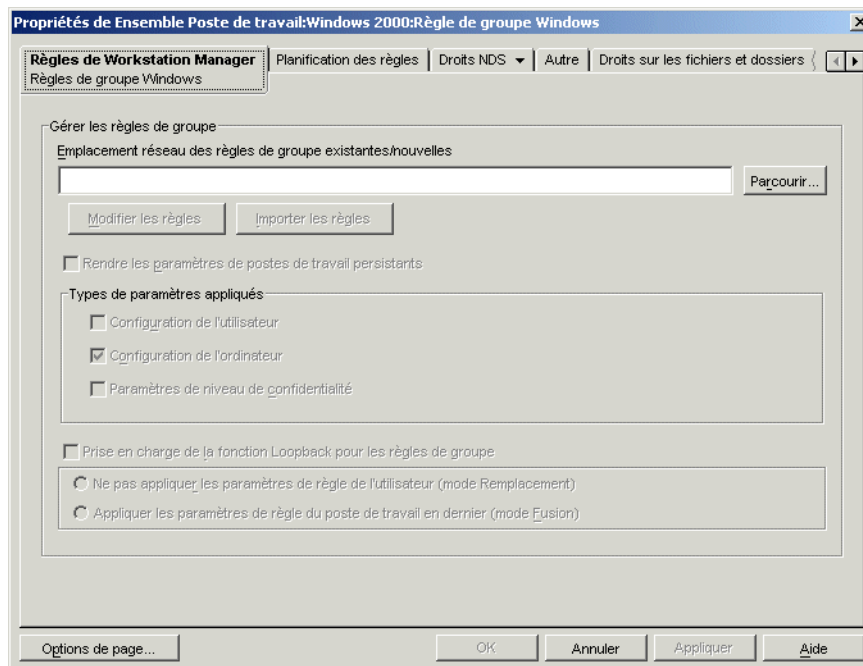 Propriétés de Ensemble Poste de travail:Windows 2000:Règle de groupe Windows
Règles de Workstation Manager
Planification des règles
Droits NDS
Autre
Droits sur les fichiers et dossiers
Règles de groupe Windows
Gérer les règles de groupe
Emplacement réseau des règles de groupe existantes/nouvelles
Parcourir...
Modifier les règles
Importer les règles
Rendre les paramètres de postes de travail persistants
Types de paramètres appliqués
Configuration de l'utilisateur
Configuration de l'ordinateur
Paramètres de niveau de confidentialité
Prise en charge de la fonction Loopback pour les règles de groupe
Ne pas appliquer les paramètres de règle de l'utilisateur (mode Remplacement)
Appliquer les paramètres de règle du poste de travail en dernier (mode Fusion)
Options de page...
OK
Annuler
Appliquer
Aide